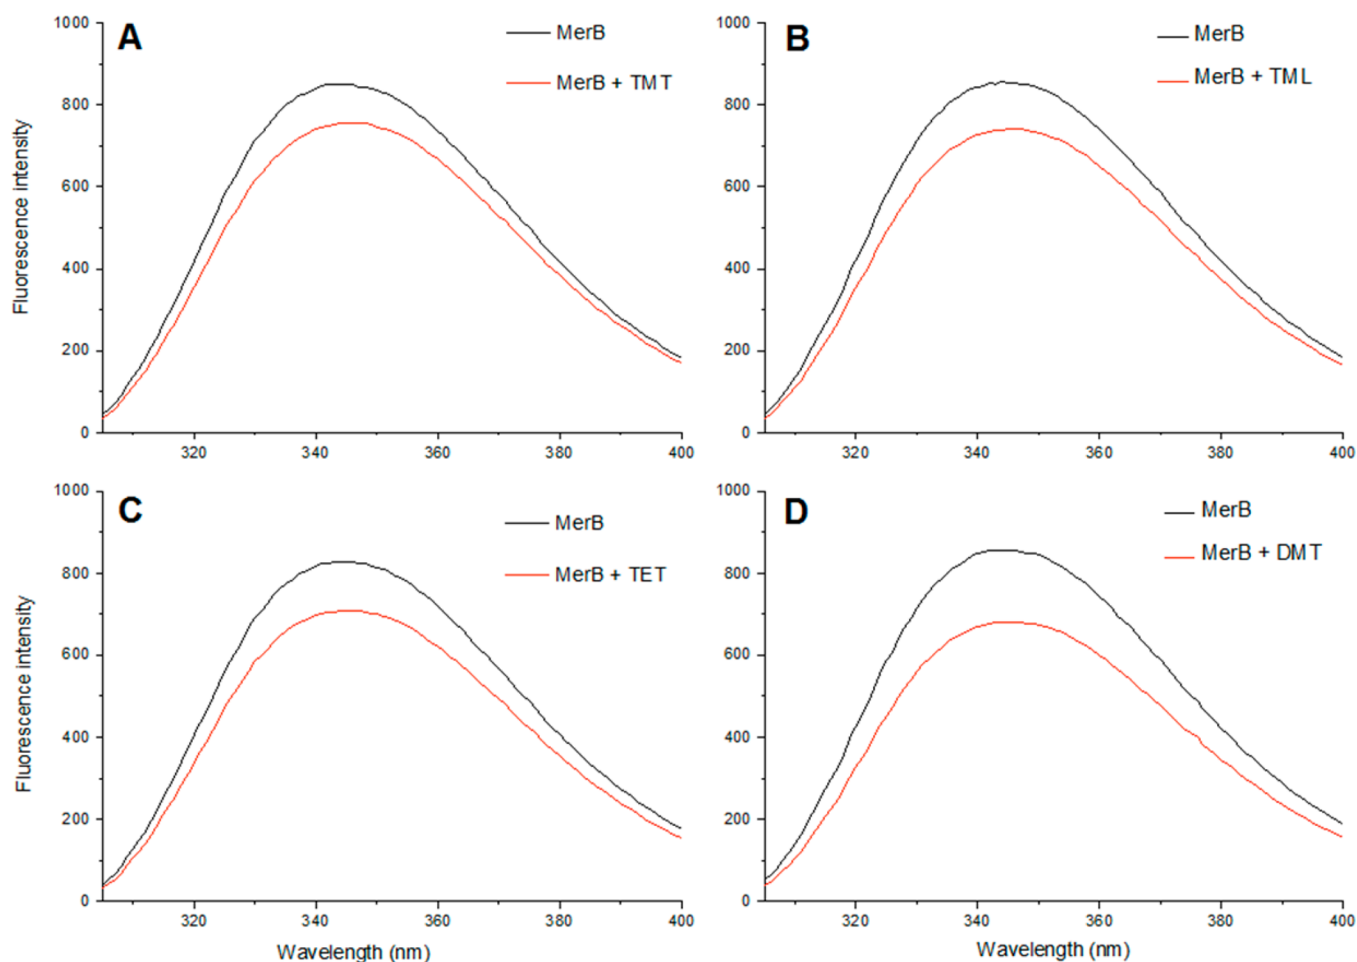 A
MerB
MerB + TMT
Fluorescence intensity
1000
800
600
400
200
0
320 340 360 380 400
B
MerB
MerB + TML
1000
800
600
400
200
0
320 340 360 380 400
C
MerB
MerB + TET
Fluorescence intensity
1000
800
600
400
200
0
320 340 360 380 400
Wavelength (nm)
D
MerB
MerB + DMT
1000
800
600
400
200
0
320 340 360 380 400
Wavelength (nm)